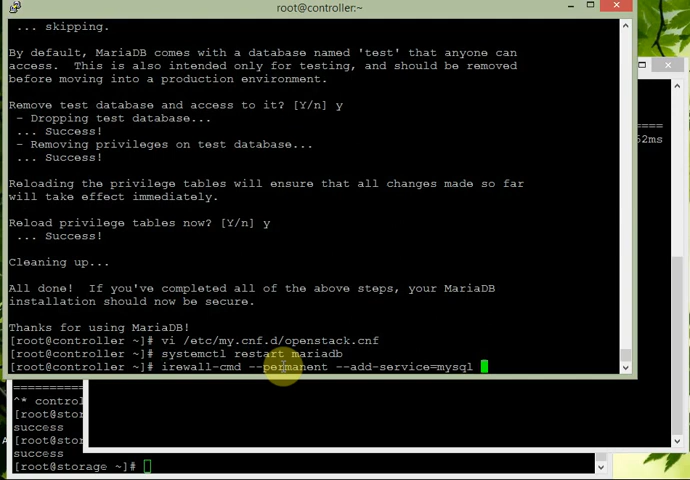 root@controller:~
... skipping.
By default, MariaDB comes with a database named 'test' that anyone can
access.  This is also intended only for testing, and should be removed
before moving into a production environment.
Remove test database and access to it? [Y/n] y
- Dropping test database...
... Success!
- Removing privileges on test database...
... Success!
Reloading the privilege tables will ensure that all changes made so far
will take effect immediately.
Reload privilege tables now? [Y/n] y
... Success!
Cleaning up...
All done!  If you've completed all of the above steps, your MariaDB
installation should now be secure.
Thanks for using MariaDB!
[root@controller ~]# vi /etc/my.cnf.d/openstack.cnf
[root@controller ~]# systemctl restart mariadb
[root@controller ~]# irewall-cmd --permanent --add-service=mysql
=====
52ms
===========
^* control
[root@stor
success
[root@stor
success
[root@storage ~]#